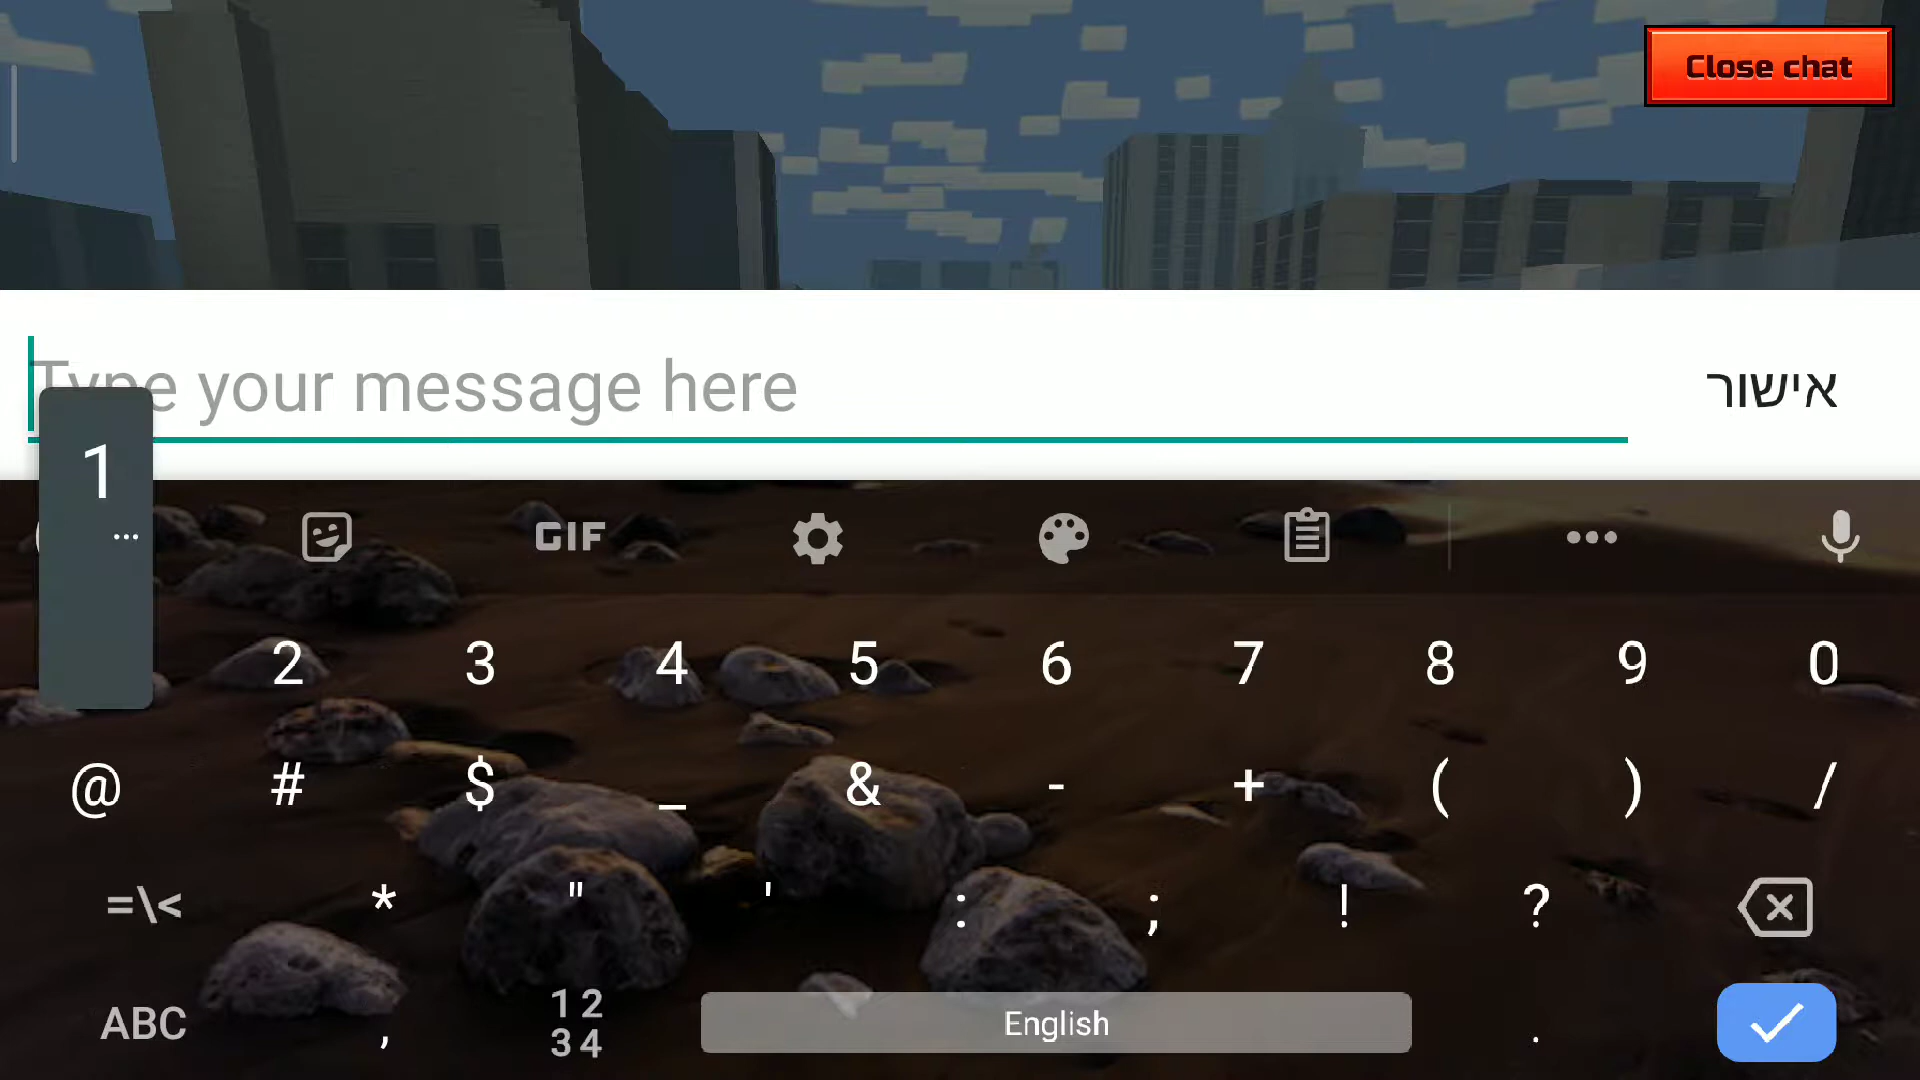 Close chat
Type your message here
אישור
1
...
GIF
2 3 4 5 6 7 8 9 0
@ # $ _ & - + ( ) /
=\< * " ' : ; ! ?
ABC , 12 34 English .